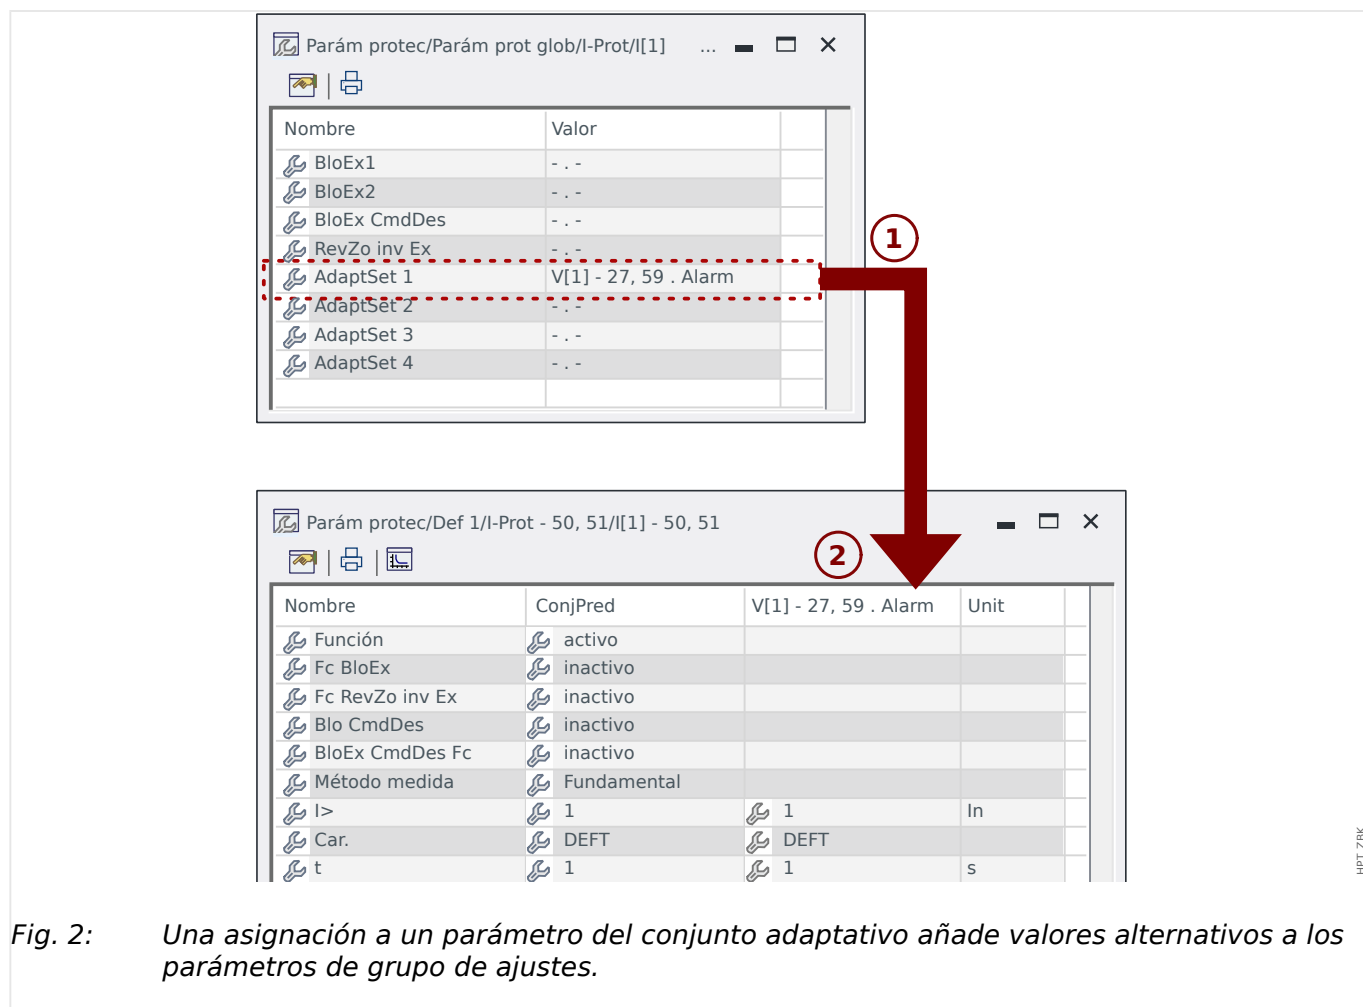 Parám protec/Parám prot glob/I-Prot/I[1] ...
Nombre Valor
BloEx1 - . -
BloEx2 - . -
BloEx CmdDes - . -
RevZo inv Ex - . -
AdaptSet 1 V[1] - 27, 59 . Alarm
AdaptSet 2 - . -
AdaptSet 3 - . -
AdaptSet 4 - . -
1
Parám protec/Def 1/I-Prot - 50, 51/I[1] - 50, 51
2
Nombre ConjPred V[1] - 27, 59 . Alarm Unit
Función activo
Fc BloEx inactivo
Fc RevZo inv Ex inactivo
Blo CmdDes inactivo
BloEx CmdDes Fc inactivo
Método medida Fundamental
I> 1 1 In
Car. DEFT DEFT
t 1 1 s
HPT_ZBK
Fig. 2: Una asignación a un parámetro del conjunto adaptativo añade valores alternativos a los
parámetros de grupo de ajustes.